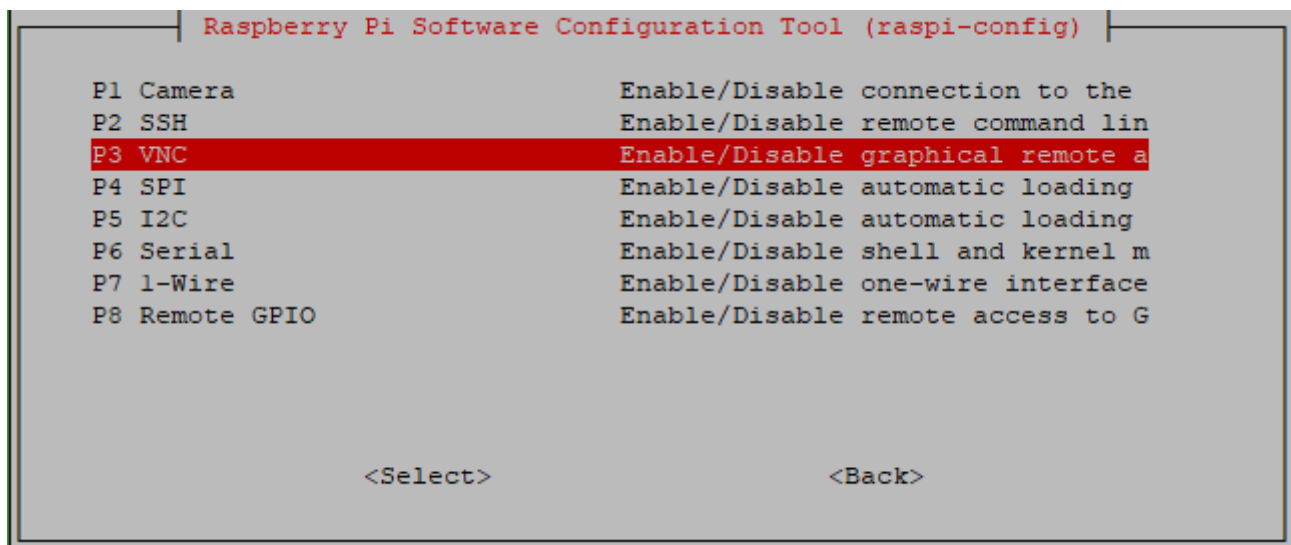 Raspberry Pi Software Configuration Tool (raspi-config)
P1 Camera Enable/Disable connection to the
P2 SSH Enable/Disable remote command lin
P3 VNC Enable/Disable graphical remote a
P4 SPI Enable/Disable automatic loading
P5 I2C Enable/Disable automatic loading
P6 Serial Enable/Disable shell and kernel m
P7 1-Wire Enable/Disable one-wire interface
P8 Remote GPIO Enable/Disable remote access to G
<Select> <Back>